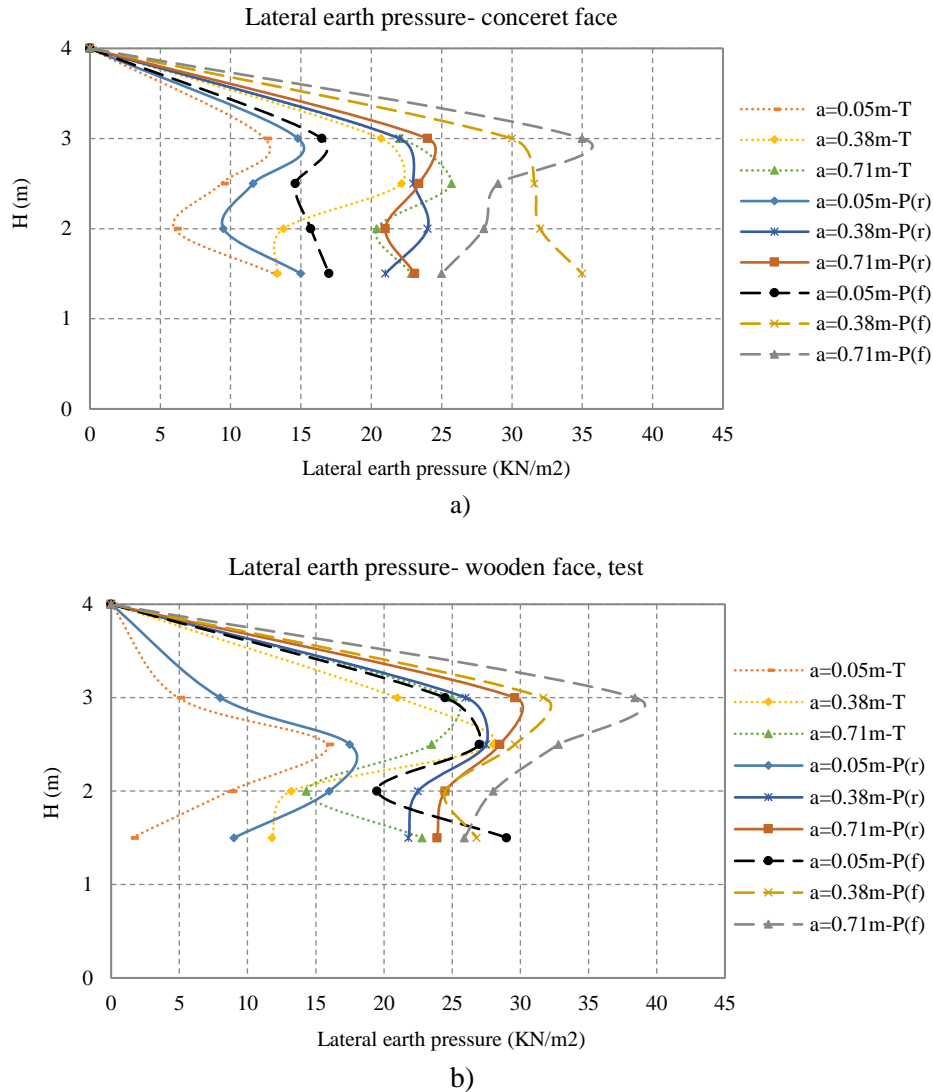 Lateral earth pressure- conceret face
4
3
2
1
0
H (m)
0 5 10 15 20 25 30 35 40 45
Lateral earth pressure (KN/m2)
a=0.05m-T
a=0.38m-T
a=0.71m-T
a=0.05m-P(r)
a=0.38m-P(r)
a=0.71m-P(r)
a=0.05m-P(f)
a=0.38m-P(f)
a=0.71m-P(f)
a)
Lateral earth pressure- wooden face, test
4
3
2
1
0
H (m)
0 5 10 15 20 25 30 35 40 45
Lateral earth pressure (KN/m2)
a=0.05m-T
a=0.38m-T
a=0.71m-T
a=0.05m-P(r)
a=0.38m-P(r)
a=0.71m-P(r)
a=0.05m-P(f)
a=0.38m-P(f)
a=0.71m-P(f)
b)